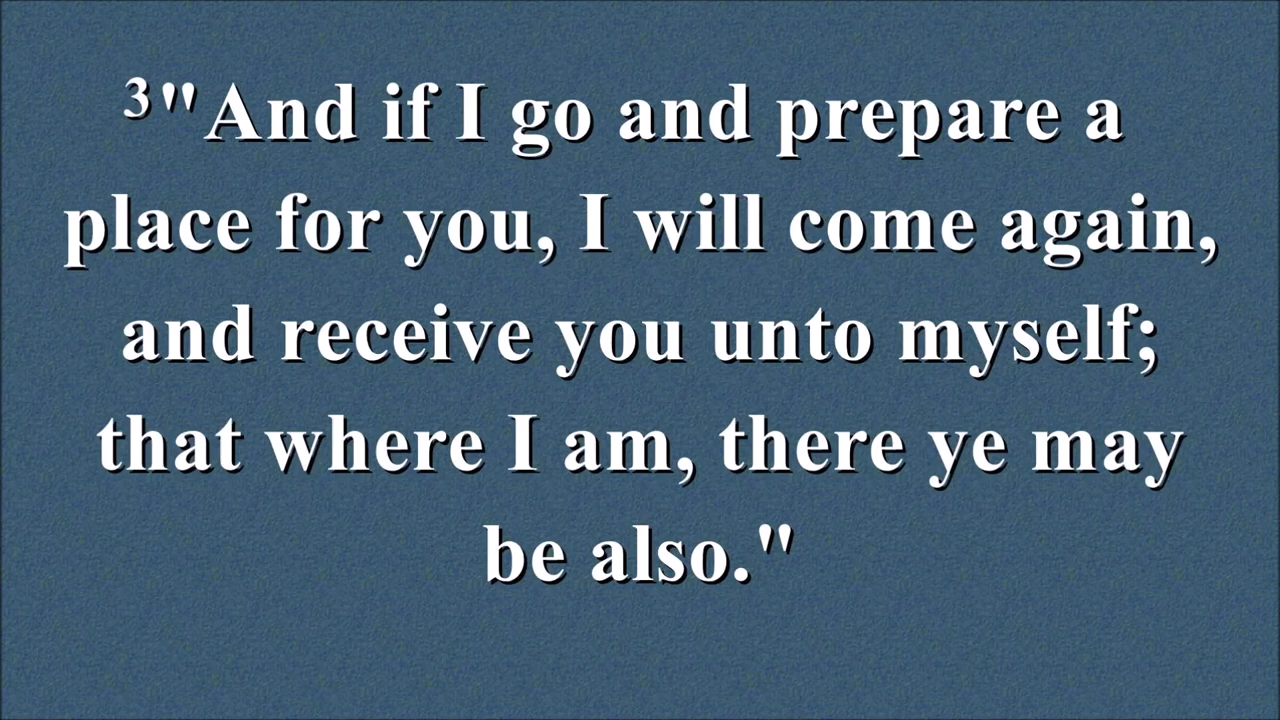 ³"And if I go and prepare a
place for you, I will come again,
and receive you unto myself;
that where I am, there ye may
be also."